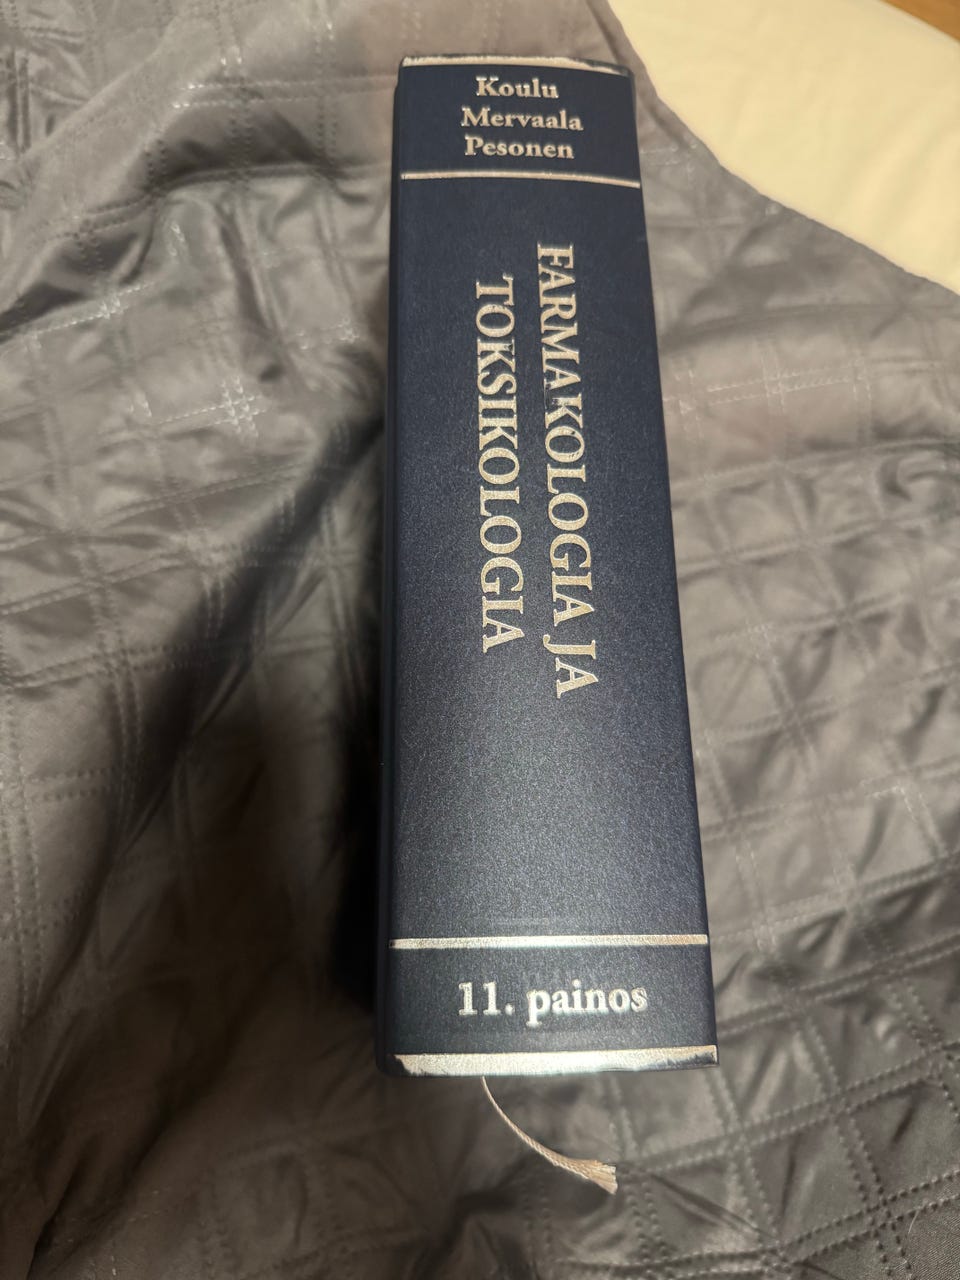 Koulu
Mervaala
Pesonen
FARMAKOLOGIA JA
TOKSIKOLOGIA
11. painos